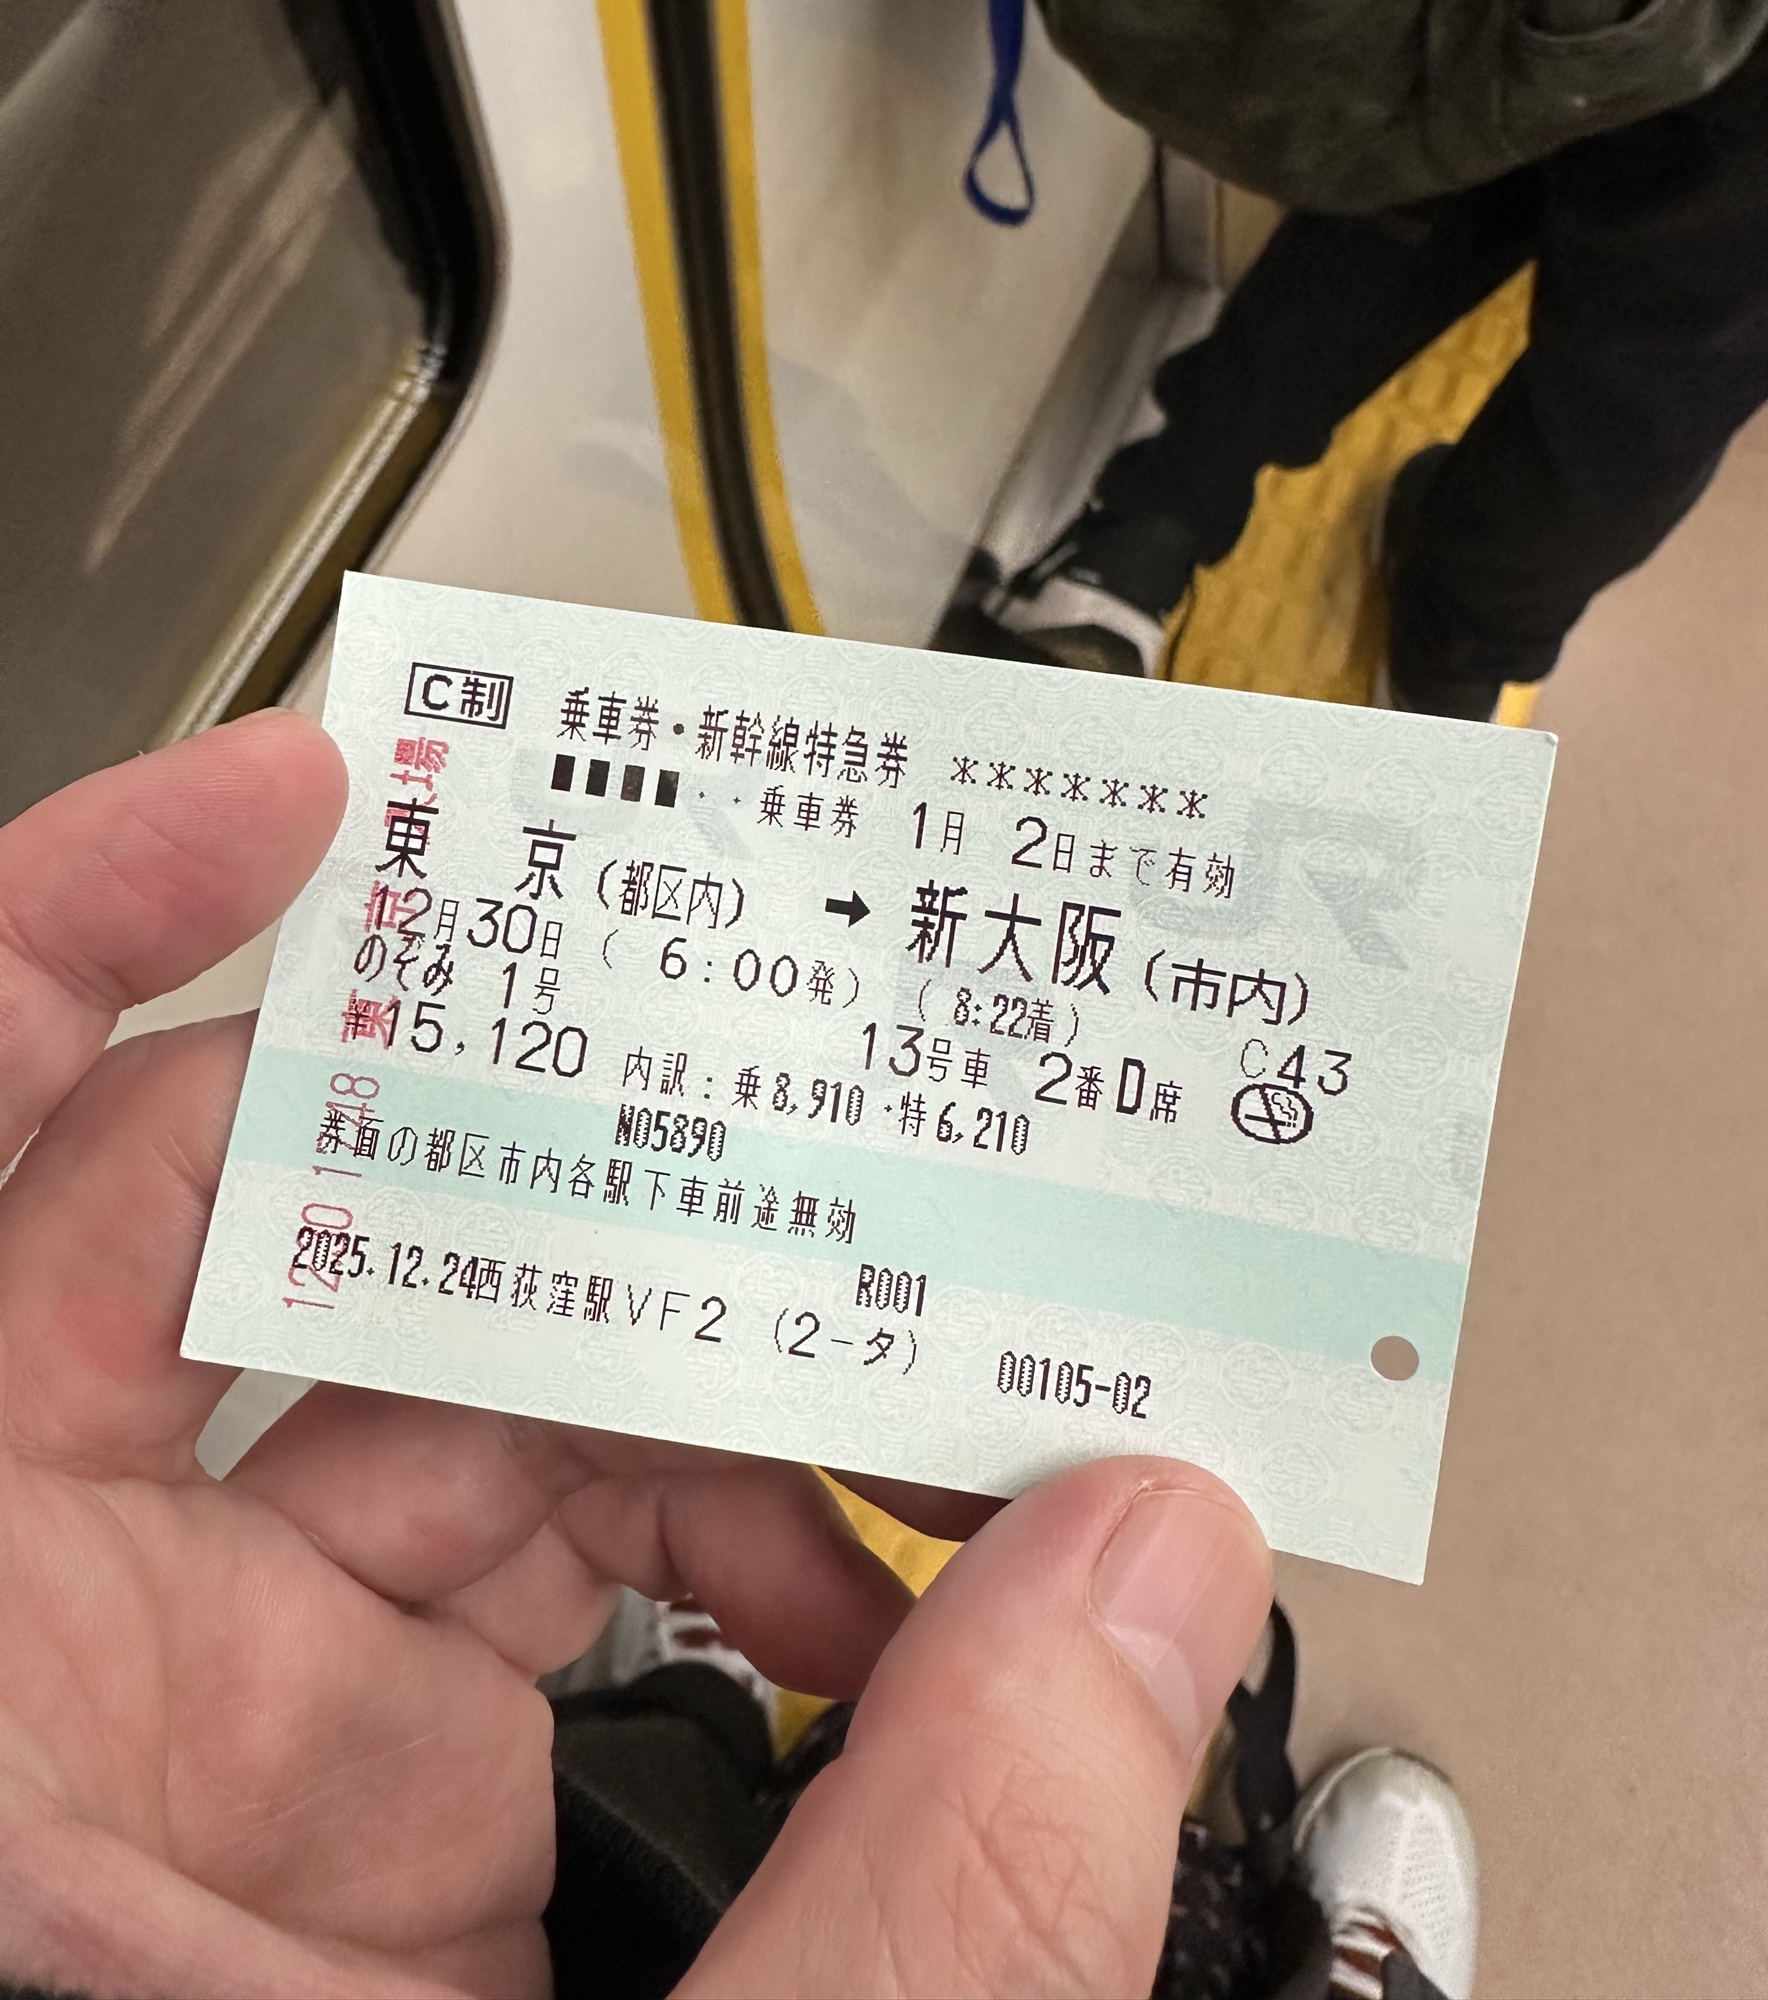 C制 乗車券・新幹線特急券 *******
■■■■・・乗車券 1月 2日まで有効
東 京(都区内) ➡ 新大阪(市内)
12月30日 ( 6:00発) ( 8:22着) C43
のぞみ 1号 13号車 2番D席
¥15,120 内訳:乗8,910・特6,210
N05890
券面の都区市内各駅下車前途無効
R001
2025.12.24西荻窪駅VF2 (2-タ) 00105-02